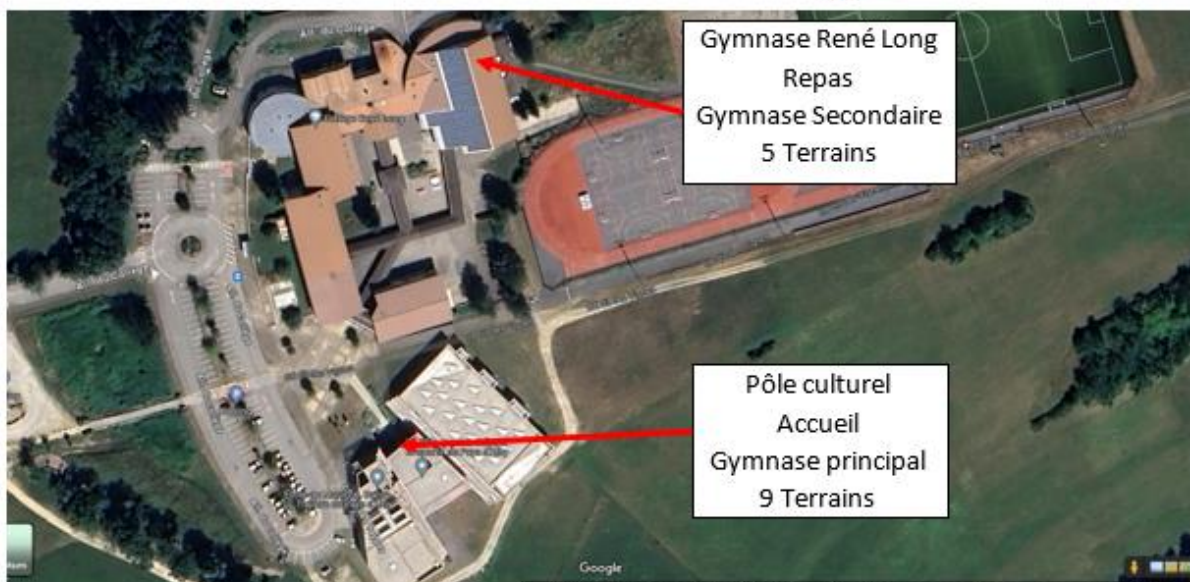 Gymnase René Long
Repas
Gymnase Secondaire
5 Terrains
Pôle culturel
Accueil
Gymnase principal
9 Terrains
Google